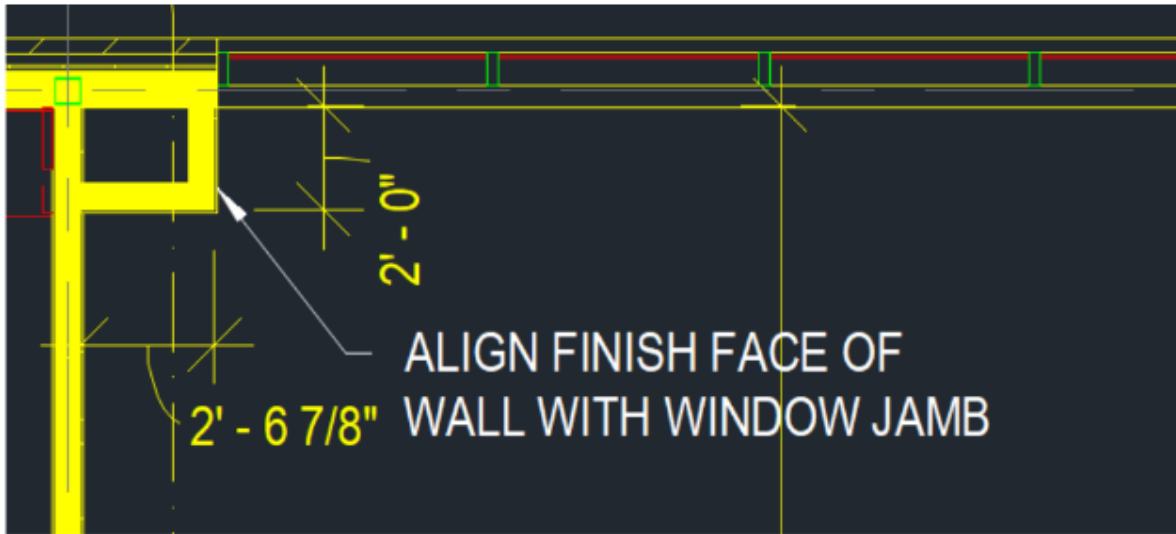 2' - 0"
ALIGN FINISH FACE OF
WALL WITH WINDOW JAMB
2' - 6 7/8"